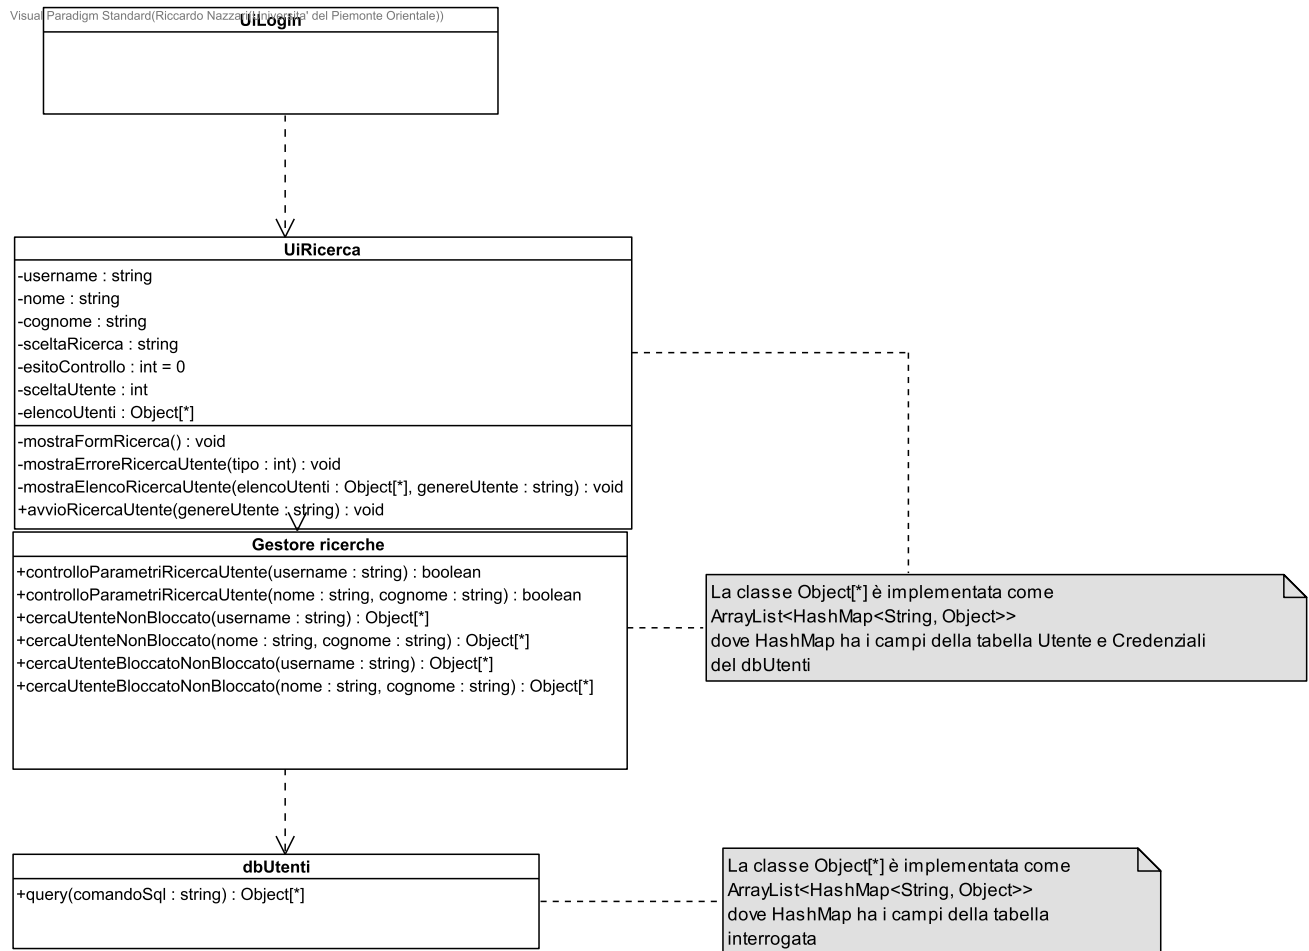 Visual Paradigm Standard(Riccardo Nazzari(Universita' del Piemonte Orientale))
UiLogin
UiRicerca
-username : string
-nome : string
-cognome : string
-sceltaRicerca : string
-esitoControllo : int = 0
-sceltaUtente : int
-elencoUtenti : Object[*]
-mostraFormRicerca() : void
-mostraErroreRicercaUtente(tipo : int) : void
-mostraElencoRicercaUtente(elencoUtenti : Object[*], genereUtente : string) : void
+avvioRicercaUtente(genereUtente : string) : void
Gestore ricerche
+controlloParametriRicercaUtente(username : string) : boolean
+controlloParametriRicercaUtente(nome : string, cognome : string) : boolean
+cercaUtenteNonBloccato(username : string) : Object[*]
+cercaUtenteNonBloccato(nome : string, cognome : string) : Object[*]
+cercaUtenteBloccatoNonBloccato(username : string) : Object[*]
+cercaUtenteBloccatoNonBloccato(nome : string, cognome : string) : Object[*]
La classe Object[*] è implementata come
ArrayList<HashMap<String, Object>>
dove HashMap ha i campi della tabella Utente e Credenziali
del dbUtenti
dbUtenti
+query(comandoSql : string) : Object[*]
La classe Object[*] è implementata come
ArrayList<HashMap<String, Object>>
dove HashMap ha i campi della tabella
interrogata